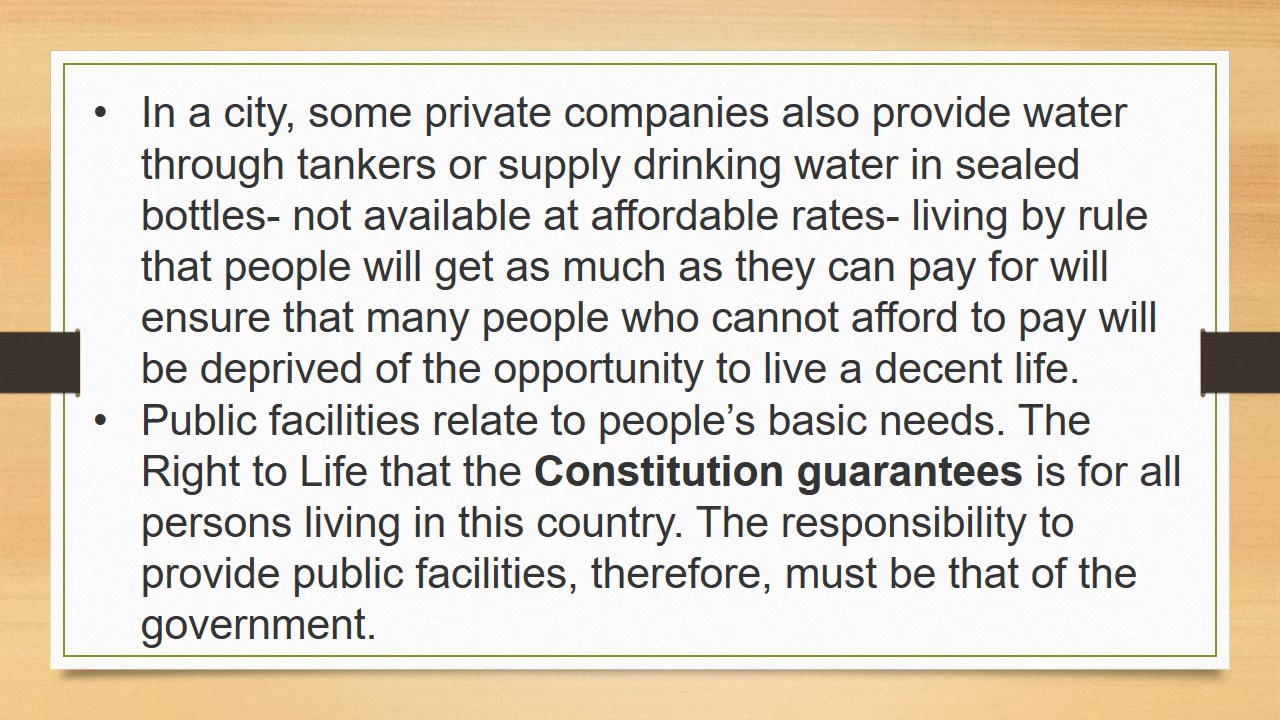 • In a city, some private companies also provide water
through tankers or supply drinking water in sealed
bottles- not available at affordable rates- living by rule
that people will get as much as they can pay for will
ensure that many people who cannot afford to pay will
be deprived of the opportunity to live a decent life.
• Public facilities relate to people’s basic needs. The
Right to Life that the Constitution guarantees is for all
persons living in this country. The responsibility to
provide public facilities, therefore, must be that of the
government.